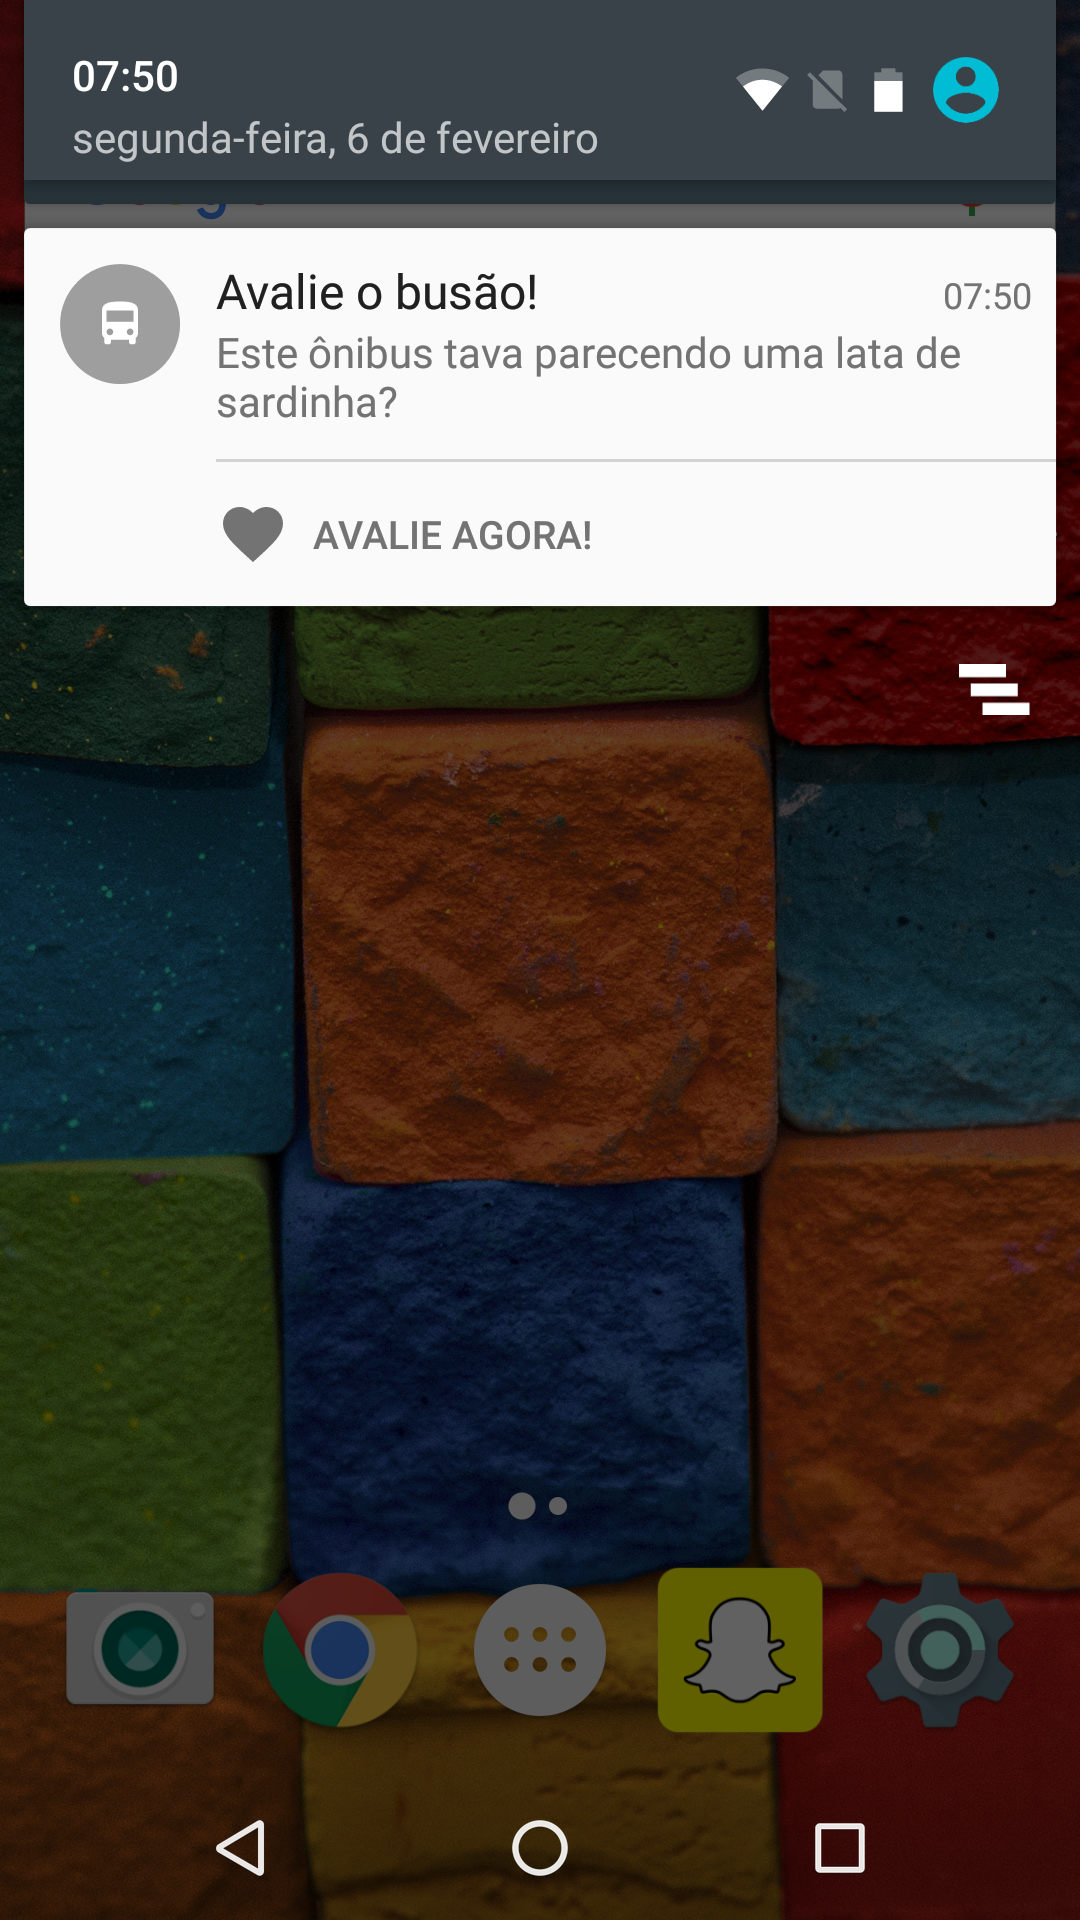 07:50
segunda-feira, 6 de fevereiro
Avalie o busão!
07:50
Este ônibus tava parecendo uma lata de
sardinha?
AVALIE AGORA!